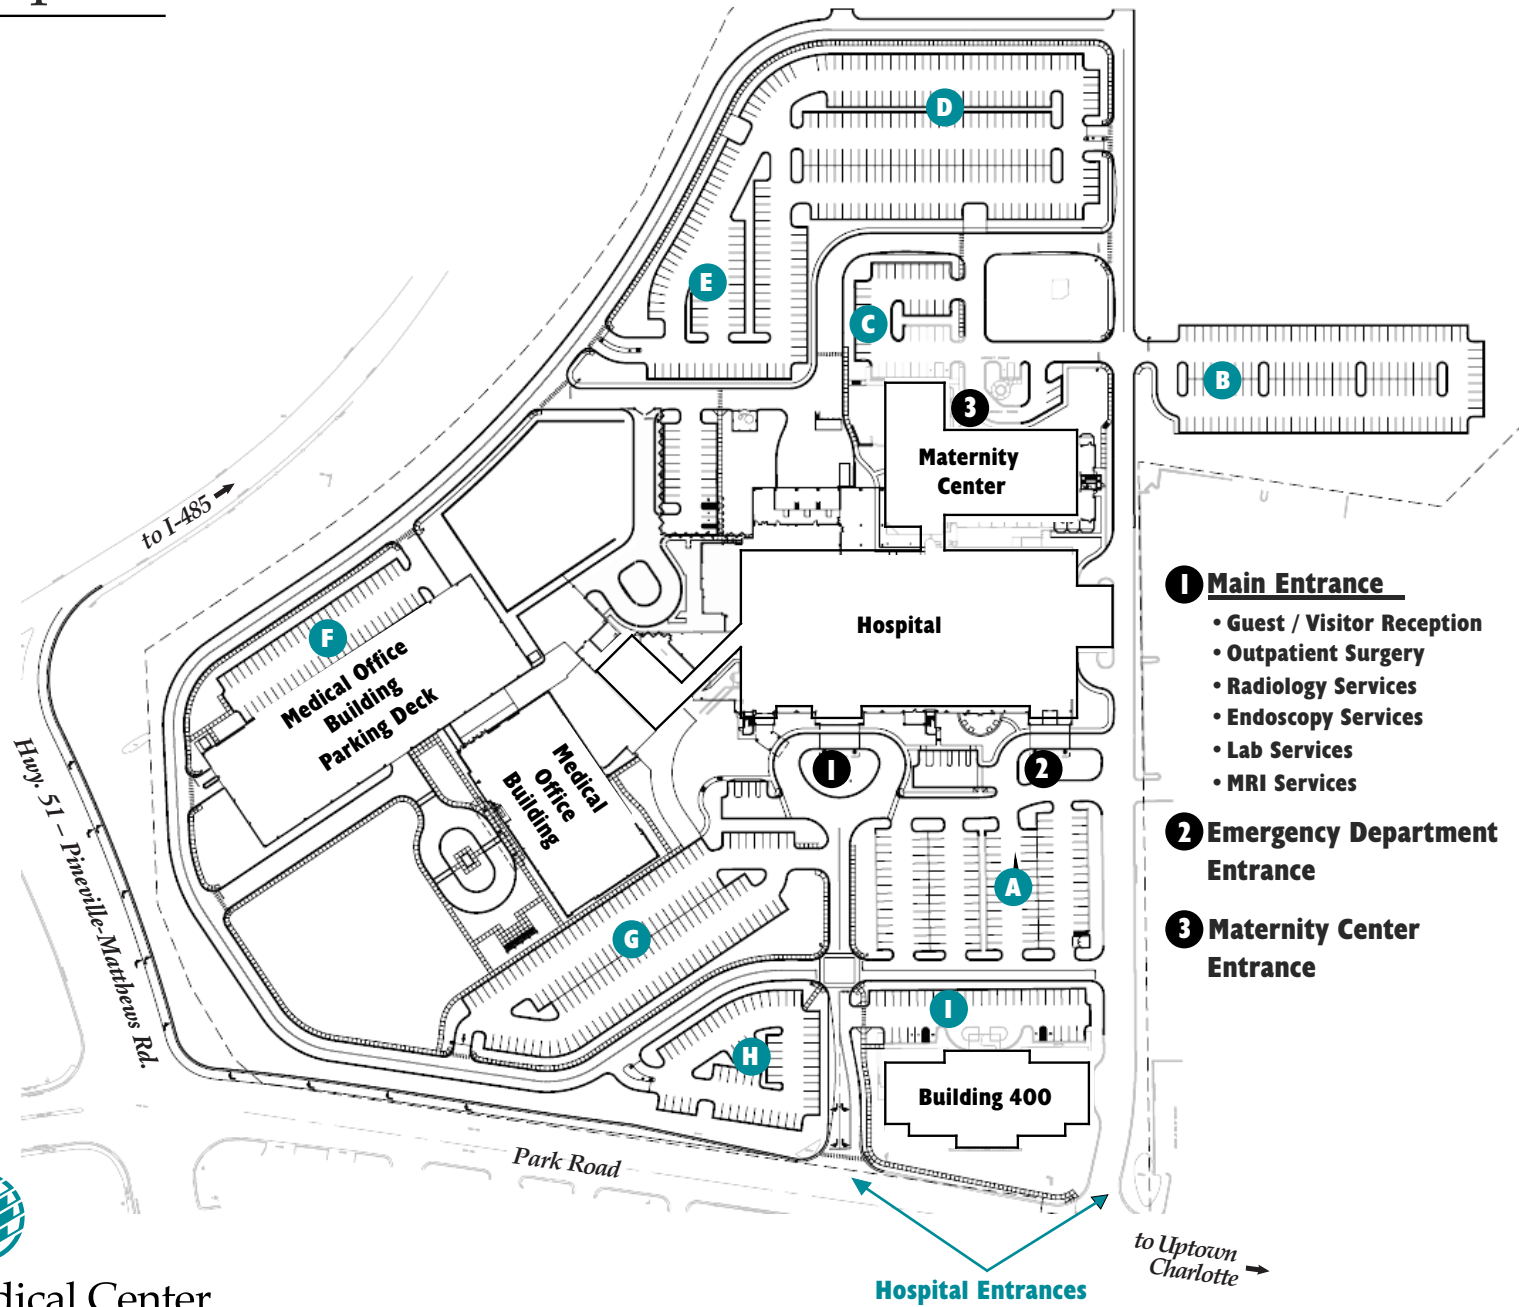 D
E
C
B
3
Maternity
Center
to I-485
Hospital
1 Main Entrance
• Guest / Visitor Reception
• Outpatient Surgery
• Radiology Services
• Endoscopy Services
• Lab Services
• MRI Services
2 Emergency Department
Entrance
3 Maternity Center
Entrance
F
Medical Office
Building
Parking Deck
Medical
Office
Building
1
2
A
G
Hwy. 51 – Pineville-Matthews Rd.
I
H
Building 400
Park Road
to Uptown
Charlotte
Hospital Entrances
dical Center